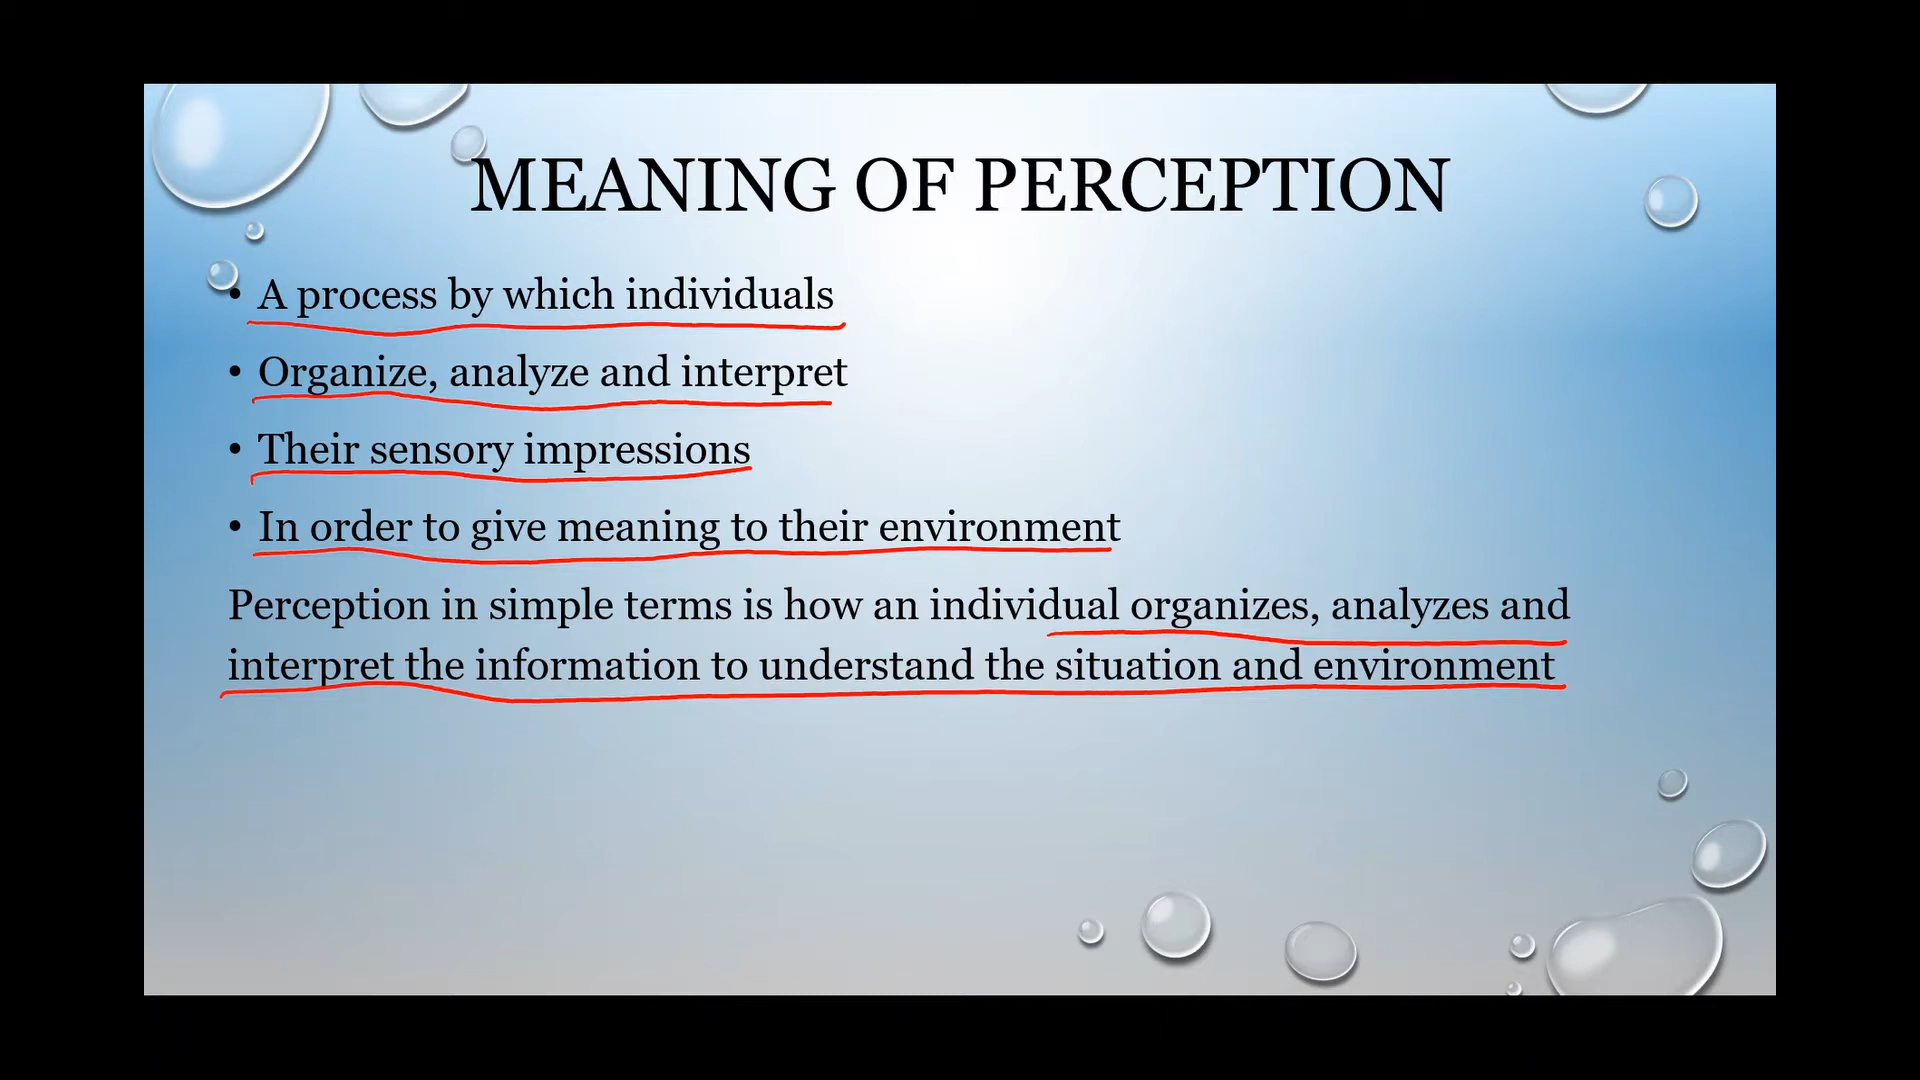 MEANING OF PERCEPTION
• A process by which individuals
• Organize, analyze and interpret
• Their sensory impressions
• In order to give meaning to their environment
Perception in simple terms is how an individual organizes, analyzes and
interpret the information to understand the situation and environment